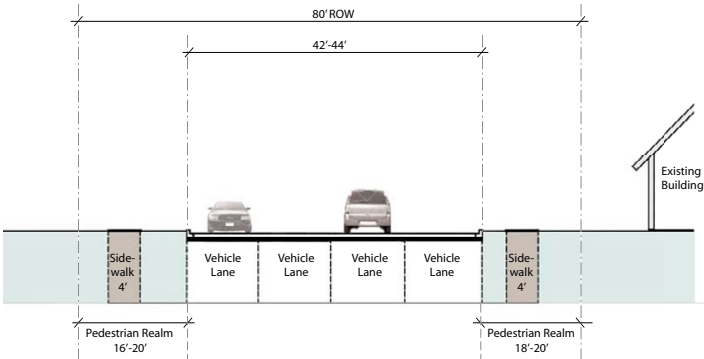 80' ROW
42'-44'
Existing
Building
Side-
walk
4'
Vehicle
Lane
Vehicle
Lane
Vehicle
Lane
Vehicle
Lane
Side-
walk
4'
Pedestrian Realm
16'-20'
Pedestrian Realm
18'-20'